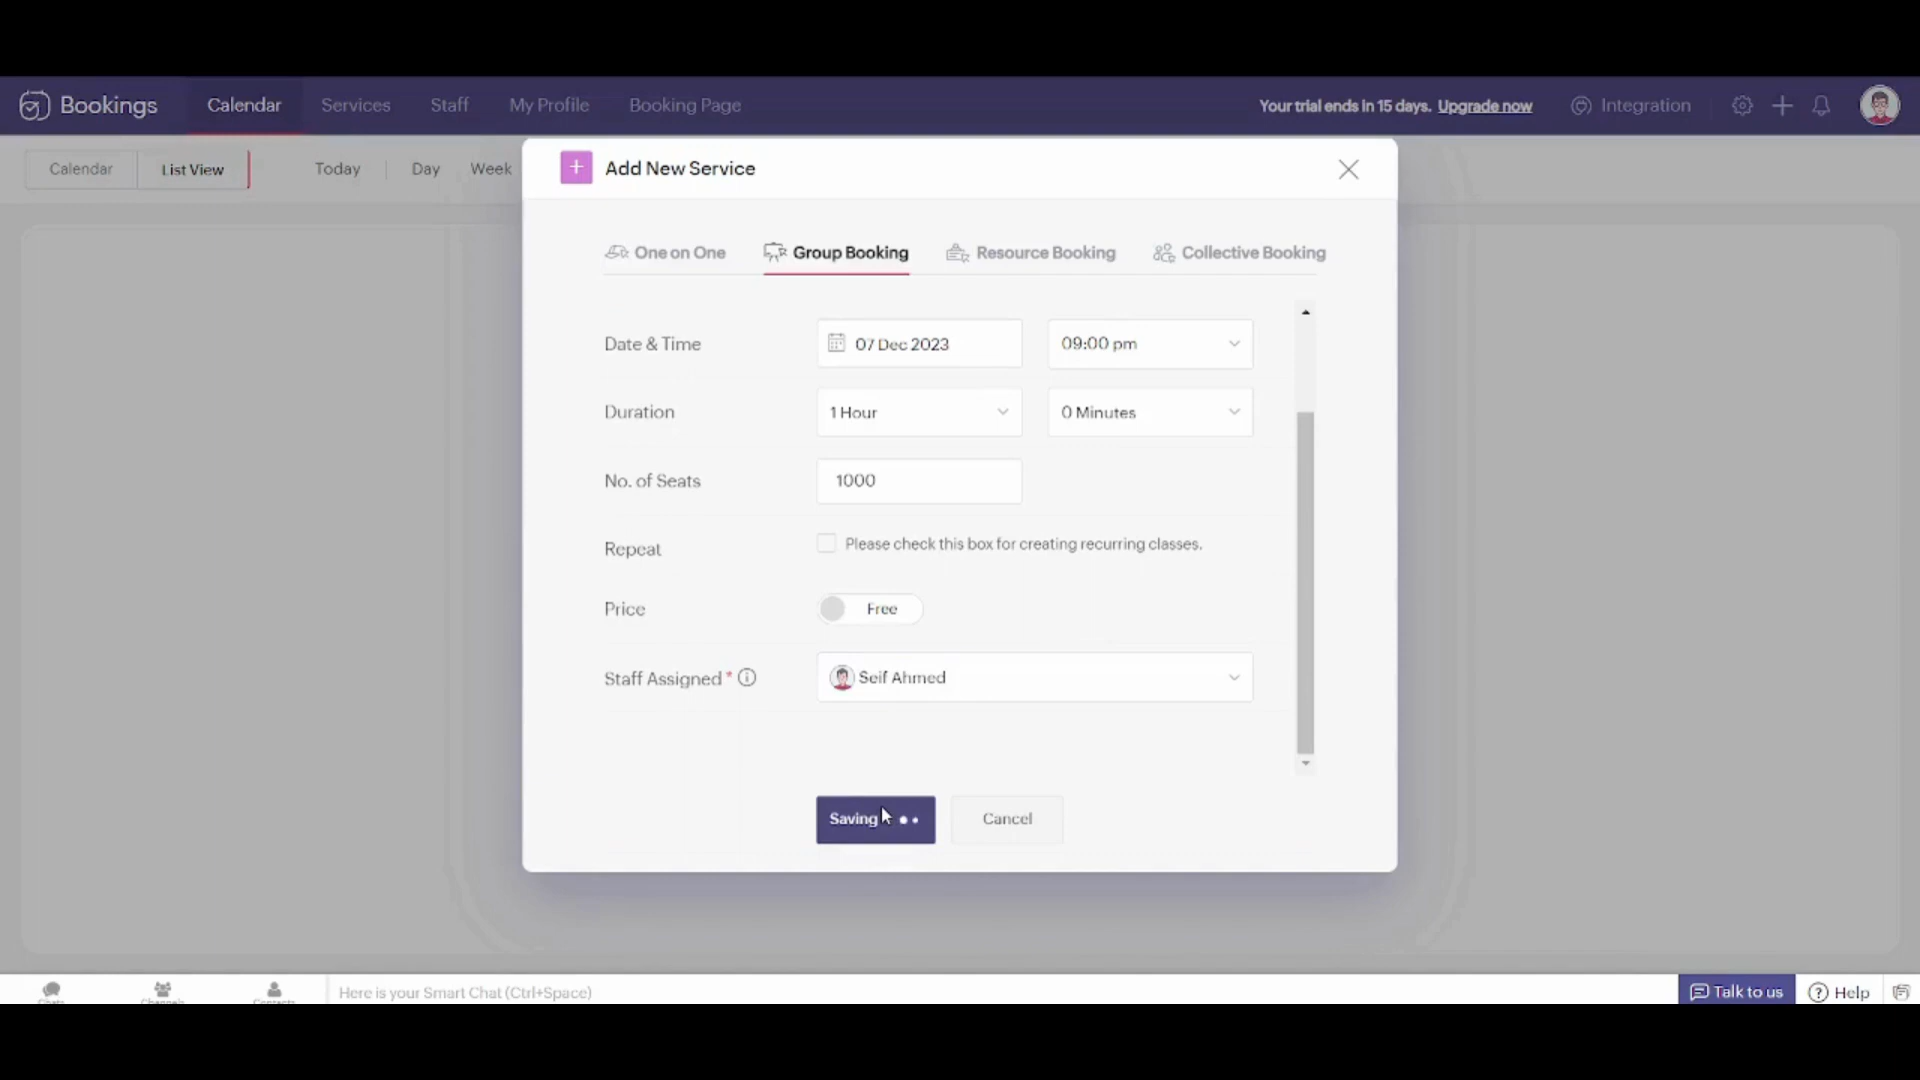 Bookings Calendar Services Staff My Profile Booking Page Your trial ends in 15 days. Upgrade now Integration
Calendar List View Today Day Week
Add New Service
One on One Group Booking Resource Booking Collective Booking
Date & Time 07 Dec 2023 09:00 pm
Duration 1 Hour 0 Minutes
No. of Seats 1000
Repeat Please check this box for creating recurring classes.
Price Free
Staff Assigned * Seif Ahmed
Saving Cancel
Here is your Smart Chat (Ctrl+Space) Talk to us Help